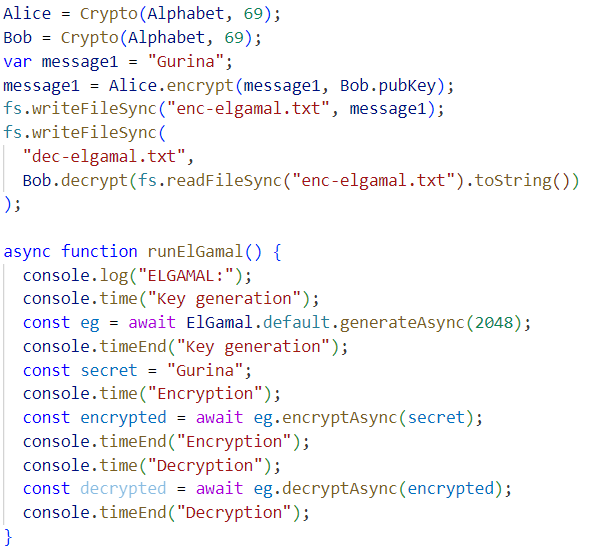 Alice = Crypto(Alphabet, 69);
Bob = Crypto(Alphabet, 69);
var message1 = "Gurina";
message1 = Alice.encrypt(message1, Bob.pubKey);
fs.writeFileSync("enc-elgamal.txt", message1);
fs.writeFileSync(
  "dec-elgamal.txt",
  Bob.decrypt(fs.readFileSync("enc-elgamal.txt").toString())
);

async function runElGamal() {
  console.log("ELGAMAL:");
  console.time("Key generation");
  const eg = await ElGamal.default.generateAsync(2048);
  console.timeEnd("Key generation");
  const secret = "Gurina";
  console.time("Encryption");
  const encrypted = await eg.encryptAsync(secret);
  console.timeEnd("Encryption");
  console.time("Decryption");
  const decrypted = await eg.decryptAsync(encrypted);
  console.timeEnd("Decryption");
}